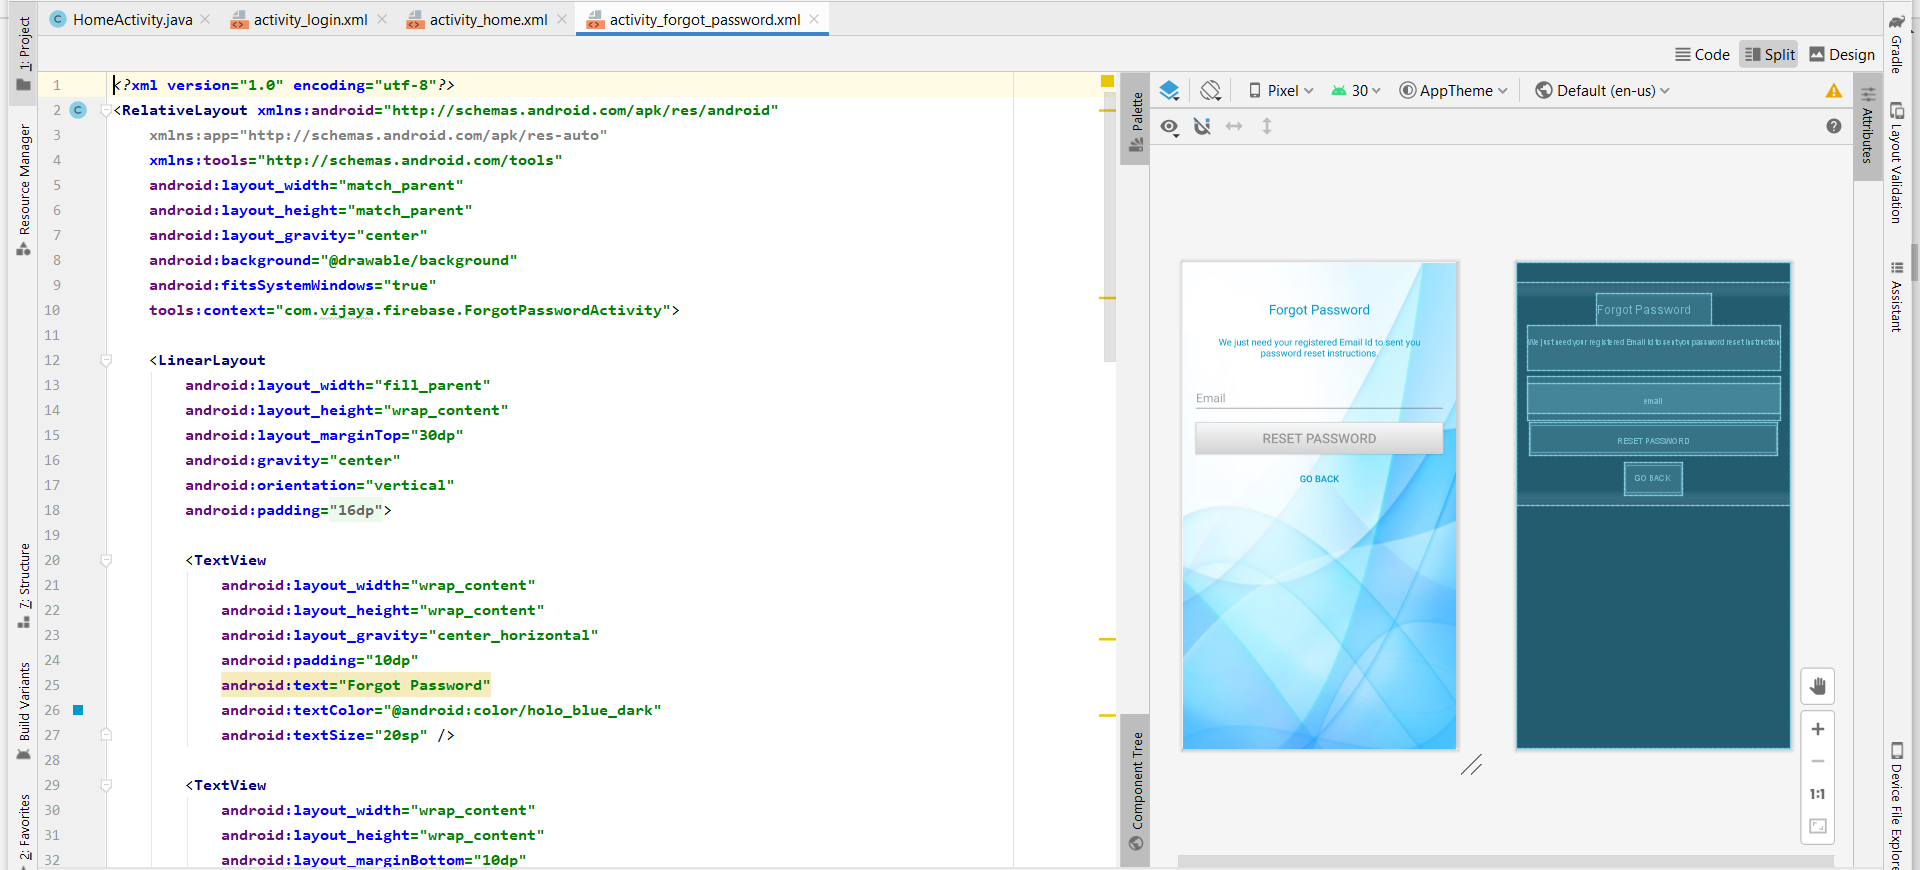 HomeActivity.java
activity_login.xml
activity_home.xml
activity_forgot_password.xml
Code
Split
Design
1: Project
Resource Manager
7: Structure
Build Variants
2: Favorites
1 <?xml version="1.0" encoding="utf-8"?>
2 <RelativeLayout xmlns:android="http://schemas.android.com/apk/res/android"
3 xmlns:app="http://schemas.android.com/apk/res-auto"
4 xmlns:tools="http://schemas.android.com/tools"
5 android:layout_width="match_parent"
6 android:layout_height="match_parent"
7 android:layout_gravity="center"
8 android:background="@drawable/background"
9 android:fitsSystemWindows="true"
10 tools:context="com.vijaya.firebase.ForgotPasswordActivity">
11
12 <LinearLayout
13 android:layout_width="fill_parent"
14 android:layout_height="wrap_content"
15 android:layout_marginTop="30dp"
16 android:gravity="center"
17 android:orientation="vertical"
18 android:padding="16dp">
19
20 <TextView
21 android:layout_width="wrap_content"
22 android:layout_height="wrap_content"
23 android:layout_gravity="center_horizontal"
24 android:padding="10dp"
25 android:text="Forgot Password"
26 android:textColor="@android:color/holo_blue_dark"
27 android:textSize="20sp" />
28
29 <TextView
30 android:layout_width="wrap_content"
31 android:layout_height="wrap_content"
32 android:layout_marginBottom="10dp"
Palette
Component Tree
Pixel
30
AppTheme
Default (en-us)
Forgot Password
We just need your registered Email Id to sent you
password reset instructions.
Email
RESET PASSWORD
GO BACK
Forgot Password
We just need your registered Email Id to sent you password reset instruction
email
RESET PASSWORD
GO BACK
1:1
Attributes
Gradle
Layout Validation
Assistant
Device File Explore